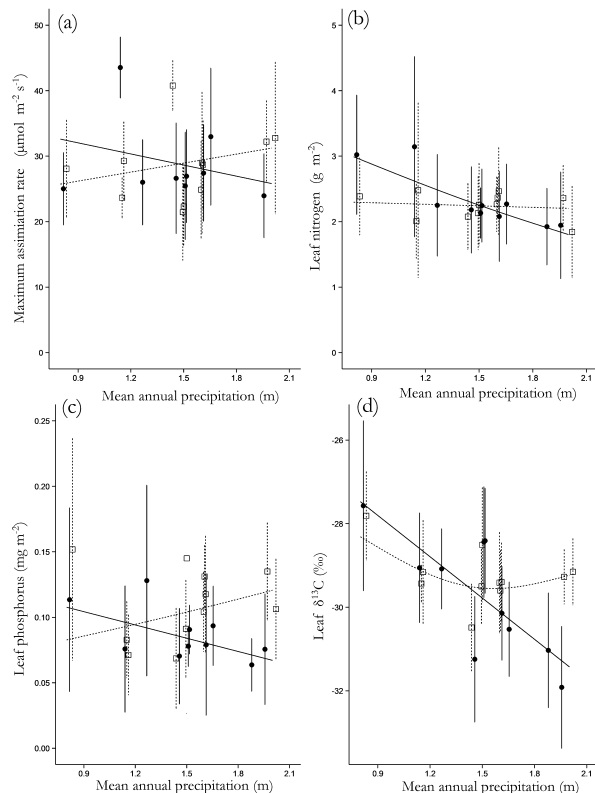 (a)
Maximum assimiation rate (μmol m-2 s-1)
50
40
30
20
10
0
0.9 1.2 1.5 1.8 2.1
Mean annual precipitation (m)
(b)
Leaf nitrogen (g m-2)
5
4
3
2
1
0
0.9 1.2 1.5 1.8 2.1
Mean annual precipitation (m)
(c)
Leaf phosphorus (mg m-2)
0.25
0.20
0.15
0.10
0.05
0.00
0.9 1.2 1.5 1.8 2.1
Mean annual precipitation (m)
(d)
Leaf δ13C (‰)
-26
-28
-30
-32
0.9 1.2 1.5 1.8 2.1
Mean annual precipitation (m)